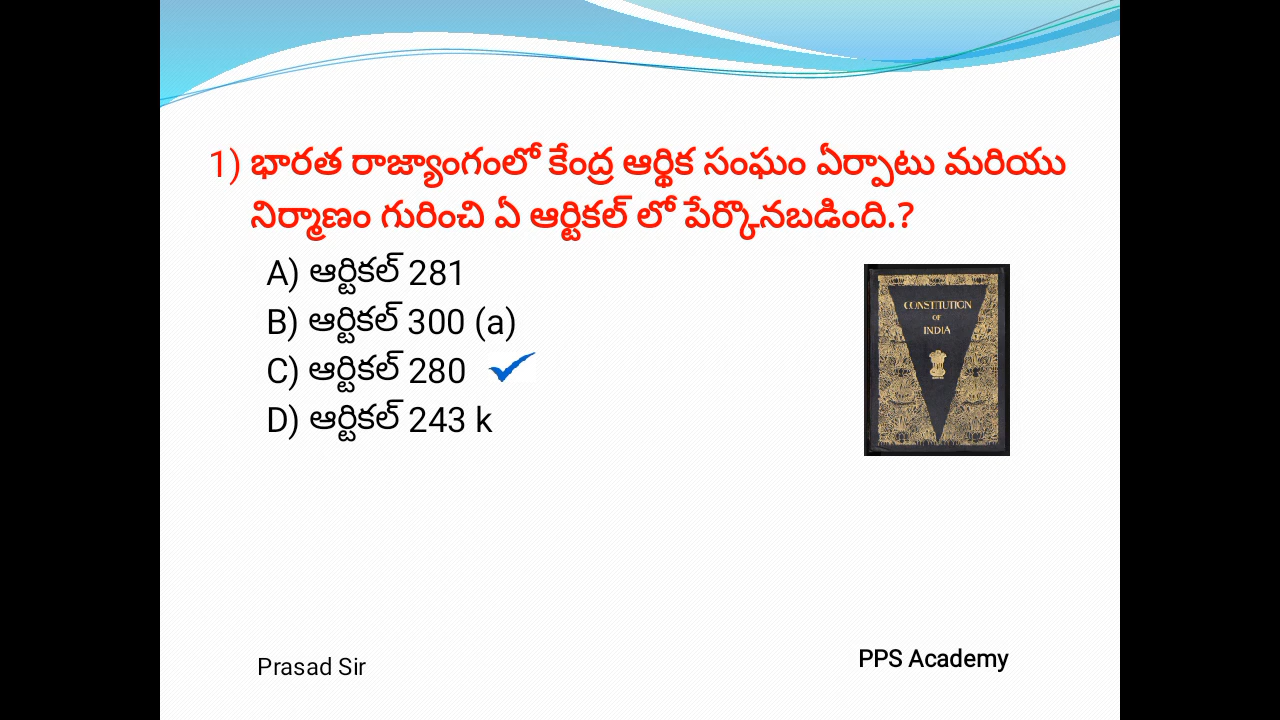 1) భారత రాజ్యాంగంలో కేంద్ర ఆర్థిక సంఘం ఏర్పాటు మరియు
నిర్మాణం గురించి ఏ ఆర్టికల్ లో పేర్కొనబడింది.?
A) ఆర్టికల్ 281
B) ఆర్టికల్ 300 (a)
C) ఆర్టికల్ 280
D) ఆర్టికల్ 243 k
CONSTITUTION
OF
INDIA
Prasad Sir
PPS Academy